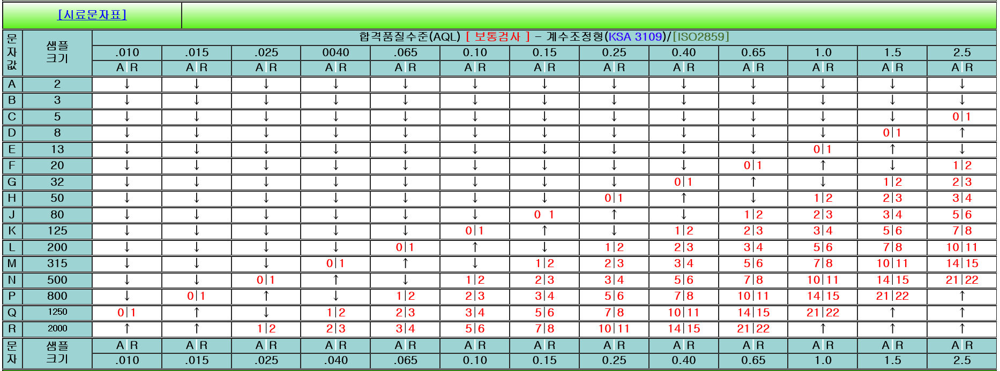 [시료문자표]
합격품질수준(AQL) [ 보통검사 ] - 계수조정형(KSA 3109)/[ISO2859]
문자값 샘플크기 .010 .015 .025 0040 .065 0.10 0.15 0.25 0.40 0.65 1.0 1.5 2.5
A|R A|R A|R A|R A|R A|R A|R A|R A|R A|R A|R A|R A|R
A 2 ↓ ↓ ↓ ↓ ↓ ↓ ↓ ↓ ↓ ↓ ↓ ↓ ↓
B 3 ↓ ↓ ↓ ↓ ↓ ↓ ↓ ↓ ↓ ↓ ↓ ↓ ↓
C 5 ↓ ↓ ↓ ↓ ↓ ↓ ↓ ↓ ↓ ↓ ↓ ↓ 0|1
D 8 ↓ ↓ ↓ ↓ ↓ ↓ ↓ ↓ ↓ ↓ ↓ 0|1 ↑
E 13 ↓ ↓ ↓ ↓ ↓ ↓ ↓ ↓ ↓ ↓ 0|1 ↑ ↓
F 20 ↓ ↓ ↓ ↓ ↓ ↓ ↓ ↓ ↓ 0|1 ↑ ↓ 1|2
G 32 ↓ ↓ ↓ ↓ ↓ ↓ ↓ ↓ 0|1 ↑ ↓ 1|2 2|3
H 50 ↓ ↓ ↓ ↓ ↓ ↓ ↓ 0|1 ↑ ↓ 1|2 2|3 3|4
J 80 ↓ ↓ ↓ ↓ ↓ ↓ 0 1 ↑ ↓ 1|2 2|3 3|4 5|6
K 125 ↓ ↓ ↓ ↓ ↓ 0|1 ↑ ↓ 1|2 2|3 3|4 5|6 7|8
L 200 ↓ ↓ ↓ ↓ 0|1 ↑ ↓ 1|2 2|3 3|4 5|6 7|8 10|11
M 315 ↓ ↓ ↓ 0|1 ↑ ↓ 1|2 2|3 3|4 5|6 7|8 10|11 14|15
N 500 ↓ ↓ 0|1 ↑ ↓ 1|2 2|3 3|4 5|6 7|8 10|11 14|15 21|22
P 800 ↓ 0|1 ↑ ↓ 1|2 2|3 3|4 5|6 7|8 10|11 14|15 21|22 ↑
Q 1250 0|1 ↑ ↓ 1|2 2|3 3|4 5|6 7|8 10|11 14|15 21|22 ↑ ↑
R 2000 ↑ ↑ 1|2 2|3 3|4 5|6 7|8 10|11 14|15 21|22 ↑ ↑ ↑
문자 샘플크기 A|R A|R A|R A|R A|R A|R A|R A|R A|R A|R A|R A|R A|R
.010 .015 .025 .040 .065 0.10 0.15 0.25 0.40 0.65 1.0 1.5 2.5